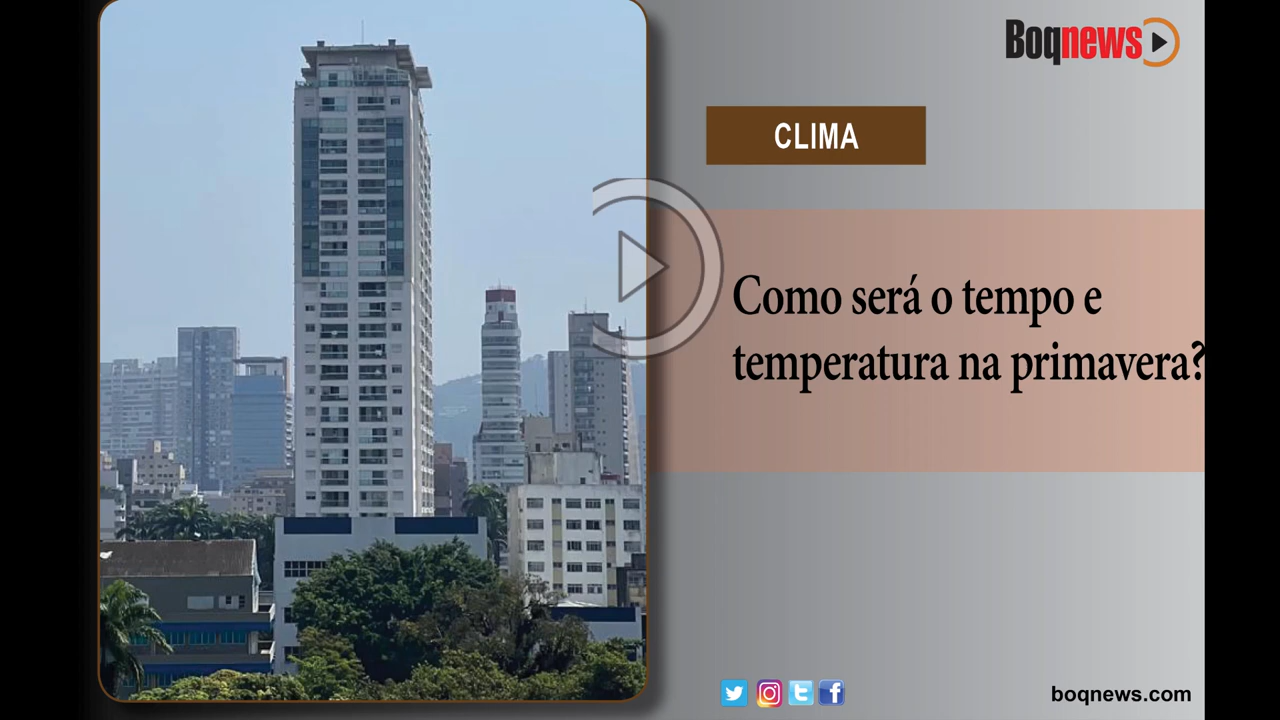 Boqnews
CLIMA
Como será o tempo e
temperatura na primavera?
boqnews.com